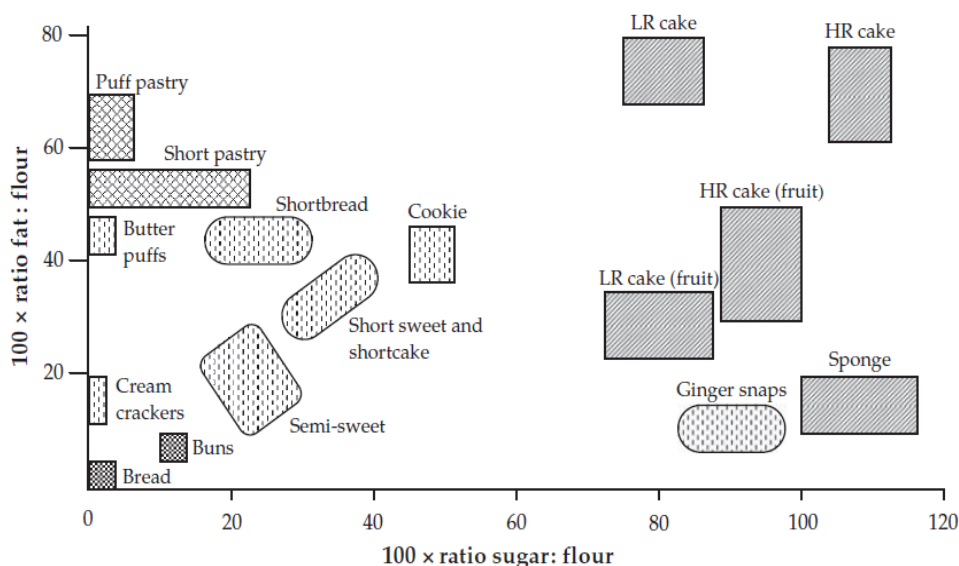 LR cake
HR cake
80
Puff pastry
60
Short pastry
Shortbread
Cookie
HR cake (fruit)
Butter
puffs
40
LR cake (fruit)
Short sweet and
shortcake
20
Cream
crackers
Semi-sweet
Ginger snaps
Sponge
Buns
Bread
0
20
40
60
80
100
120
100 × ratio sugar: flour
100 × ratio fat : flour